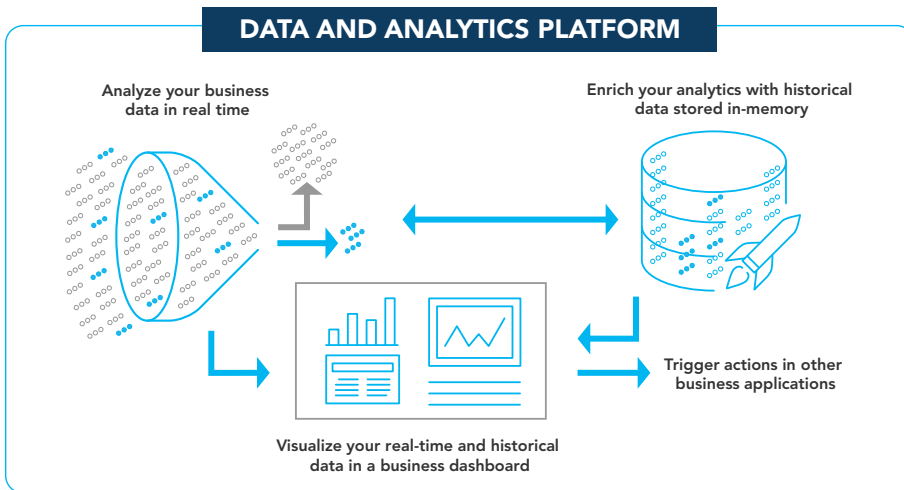 DATA AND ANALYTICS PLATFORM
Analyze your business
data in real time
Enrich your analytics with historical
data stored in-memory
Trigger actions in other
business applications
Visualize your real-time and historical
data in a business dashboard